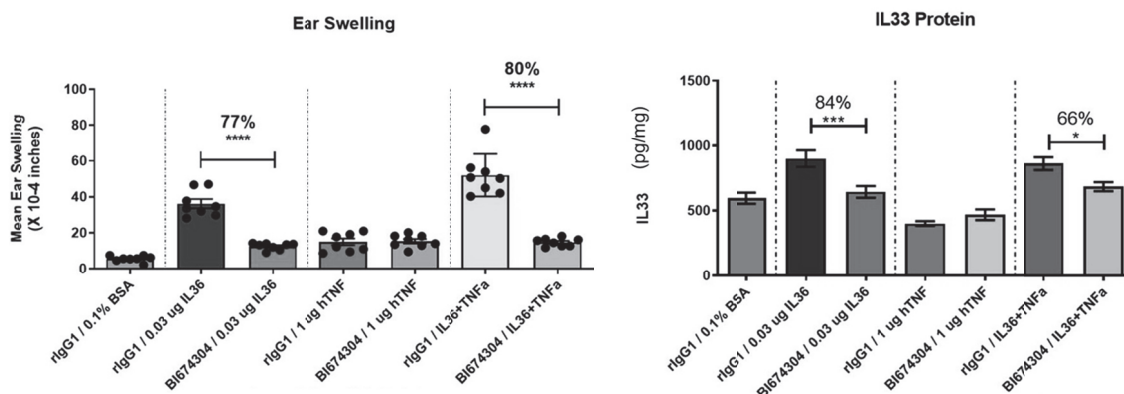 Ear Swelling
Mean Ear Swelling
(X 10-4 inches)
100
80
60
40
20
0
77%
****
80%
****
rIgG1 / 0.1% BSA
rIgG1 / 0.03 ug IL36
BI674304 / 0.03 ug IL36
rIgG1 / 1 ug hTNF
BI674304 / 1 ug hTNF
rIgG1 / IL36+TNFa
BI674304 / IL36+TNFa
IL33 Protein
IL33 (pg/mg)
1500
1000
500
0
84%
***
66%
*
rIgG1 / 0.1% BSA
rIgG1 / 0.03 ug IL36
BI674304 / 0.03 ug IL36
rIgG1 / 1 ug hTNF
BI674304 / 1 ug hTNF
rIgG1 / IL36+7NFa
BI674304 / IL36+TNFa